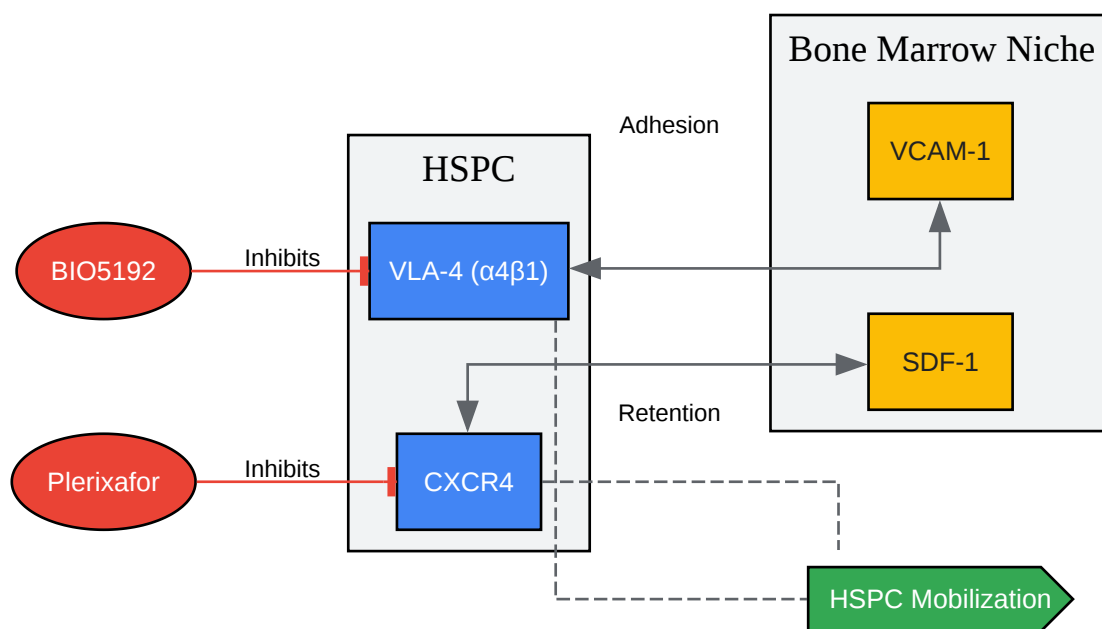 Bone Marrow Niche
Adhesion
VCAM-1
HSPC
BIO5192
Inhibits
VLA-4 (α4β1)
SDF-1
Retention
Plerixafor
Inhibits
CXCR4
HSPC Mobilization